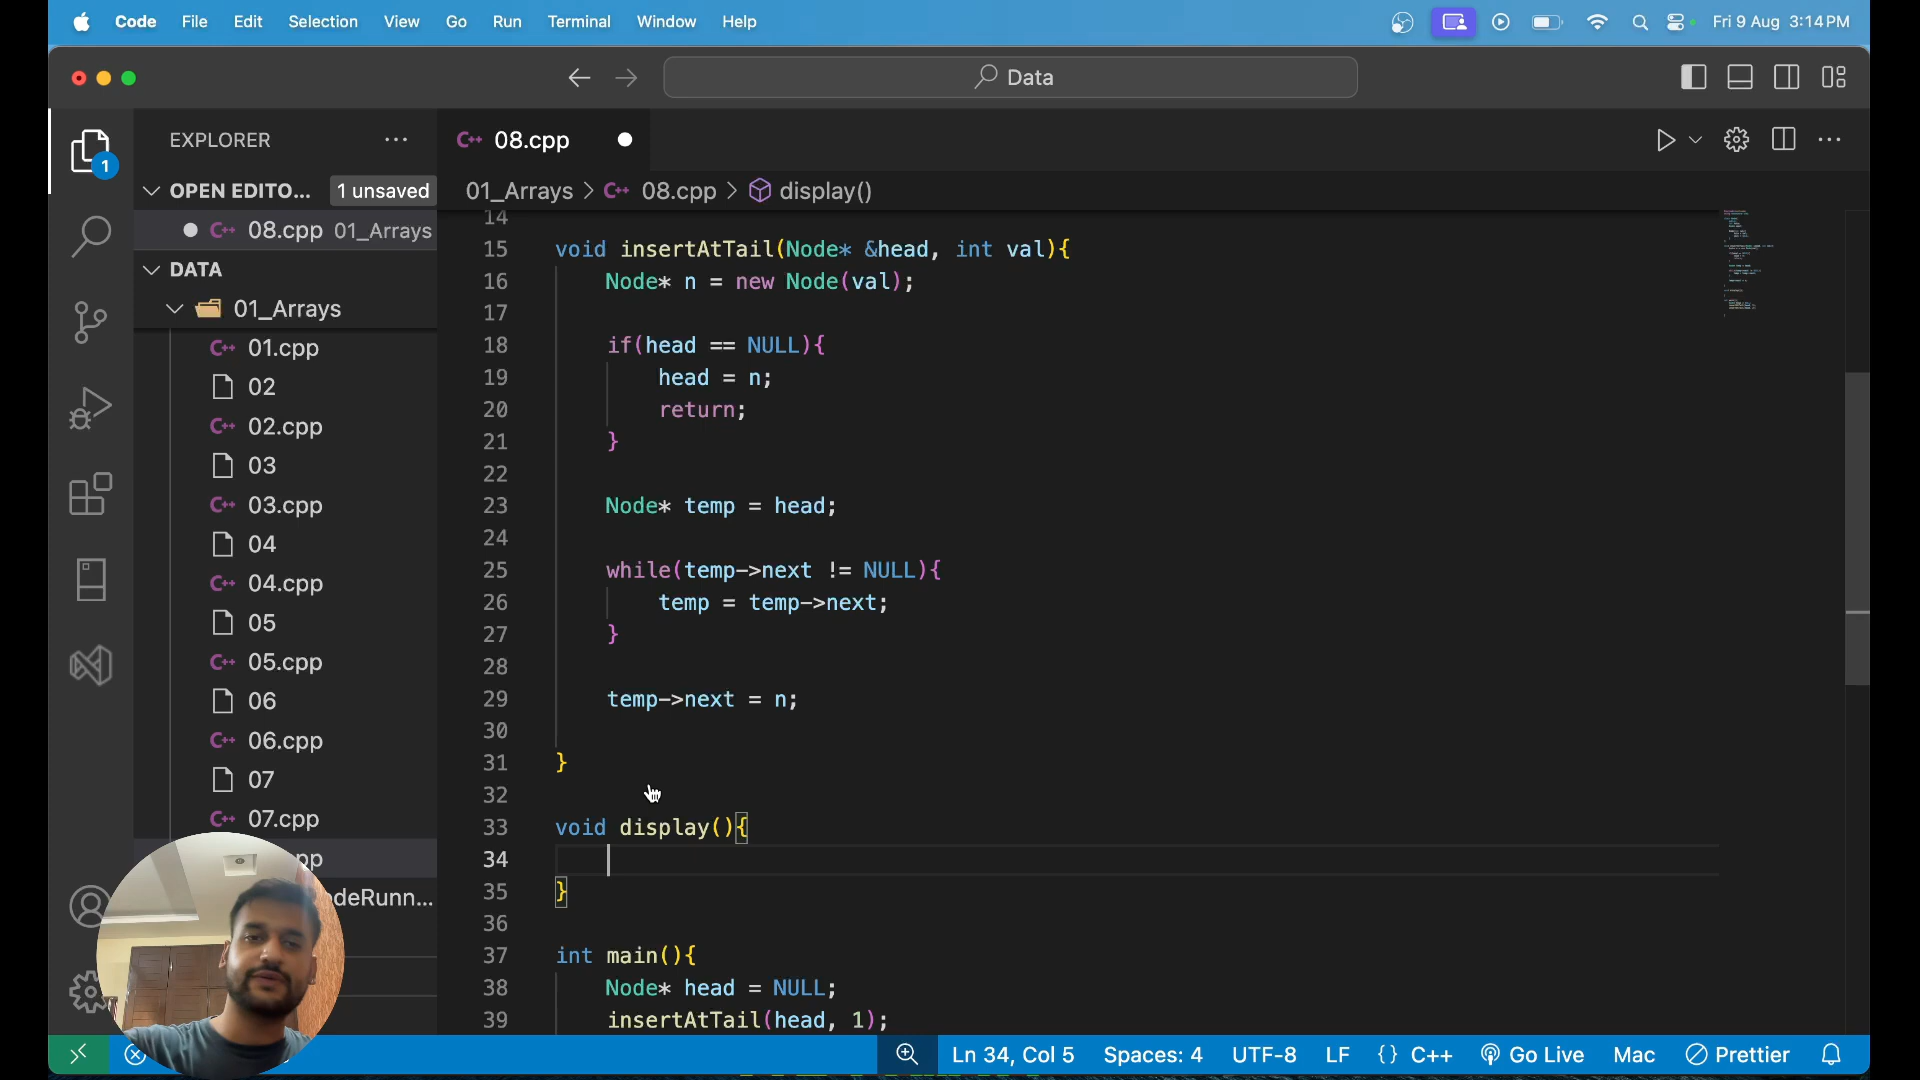 Code File Edit Selection View Go Run Terminal Window Help Fri 9 Aug 3:14 PM
Data
EXPLORER
08.cpp
OPEN EDITO... 1 unsaved
01_Arrays > 08.cpp > display()
08.cpp 01_Arrays
DATA
01_Arrays
01.cpp
02
02.cpp
03
03.cpp
04
04.cpp
05
05.cpp
06
06.cpp
07
07.cpp
pp
odeRunn...
14
15 void insertAtTail(Node* &head, int val){
16 Node* n = new Node(val);
17
18 if(head == NULL){
19 head = n;
20 return;
21 }
22
23 Node* temp = head;
24
25 while(temp->next != NULL){
26 temp = temp->next;
27 }
28
29 temp->next = n;
30
31 }
32
33 void display(){
34
35 }
36
37 int main(){
38 Node* head = NULL;
39 insertAtTail(head, 1);
Ln 34, Col 5 Spaces: 4 UTF-8 LF {} C++ Go Live Mac Prettier